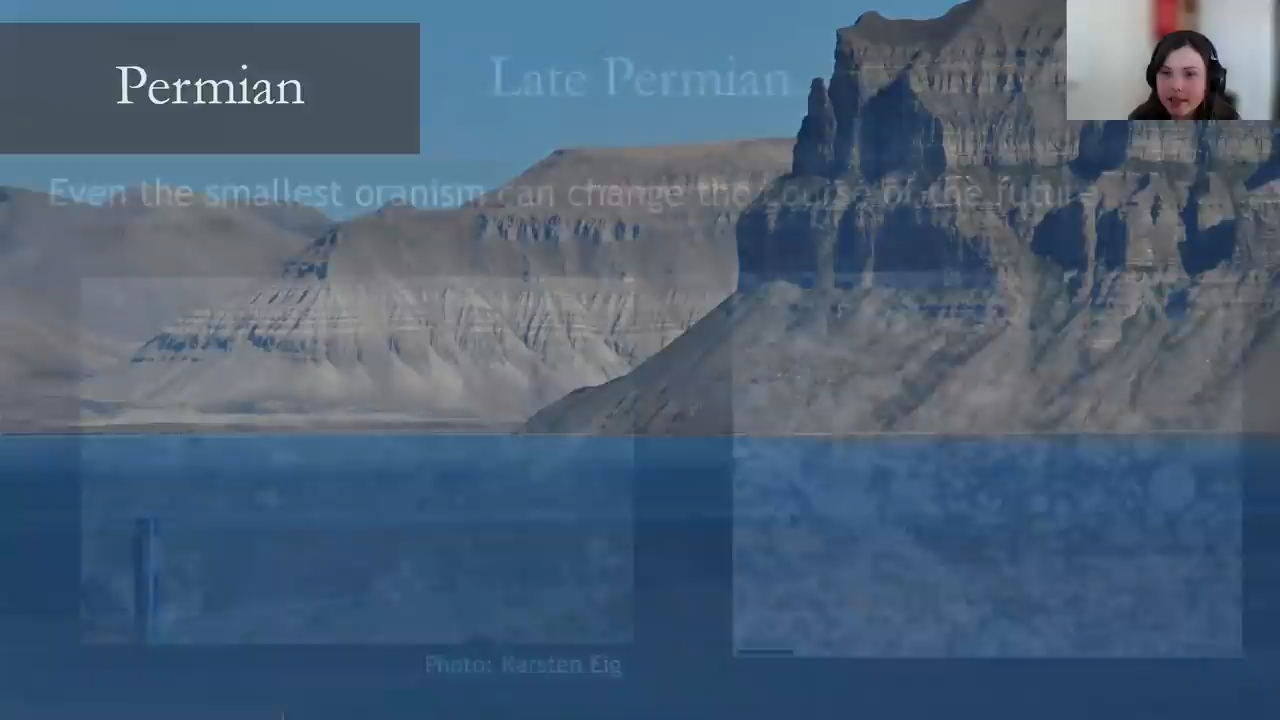 Permian
Late Permian
Even the smallest oranism can change the course of the future
Photo: Karsten Eig